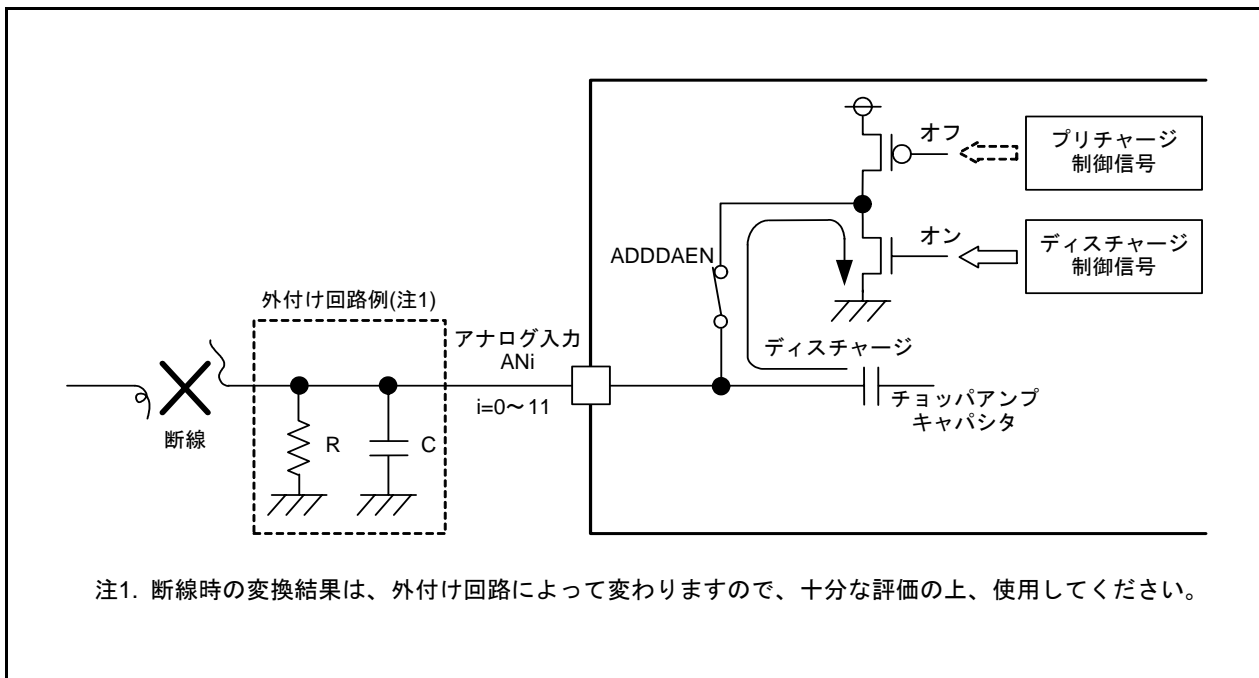 オフ
プリチャージ
制御信号
オン
ディスチャージ
制御信号
ADDDAEN
外付け回路例(注1)
アナログ入力
ANi
i=0～11
ディスチャージ
チョッパアンプ
キャパシタ
断線
R
C
注1. 断線時の変換結果は、外付け回路によって変わりますので、十分な評価の上、使用してください。